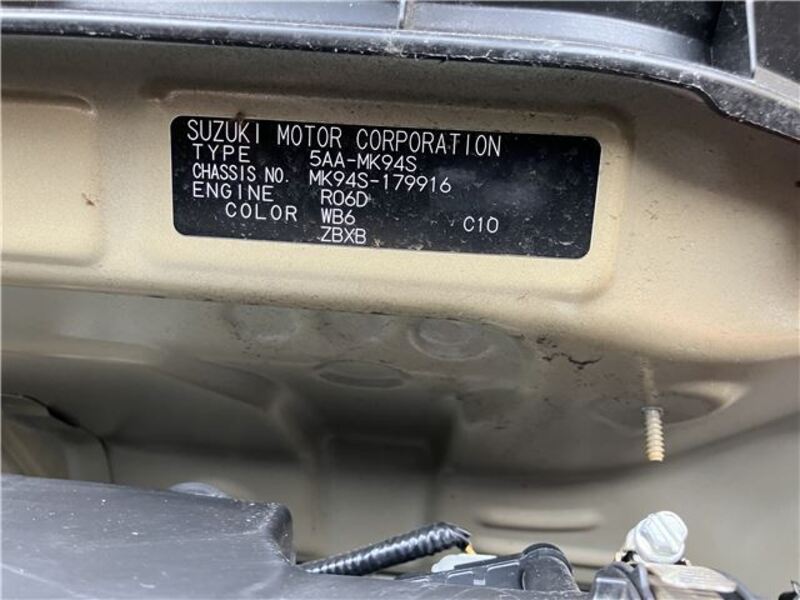 SUZUKI MOTOR CORPORATION
TYPE 5AA-MK94S
CHASSIS NO. MK94S-179916
ENGINE R06D
COLOR WB6 C10
ZBXB